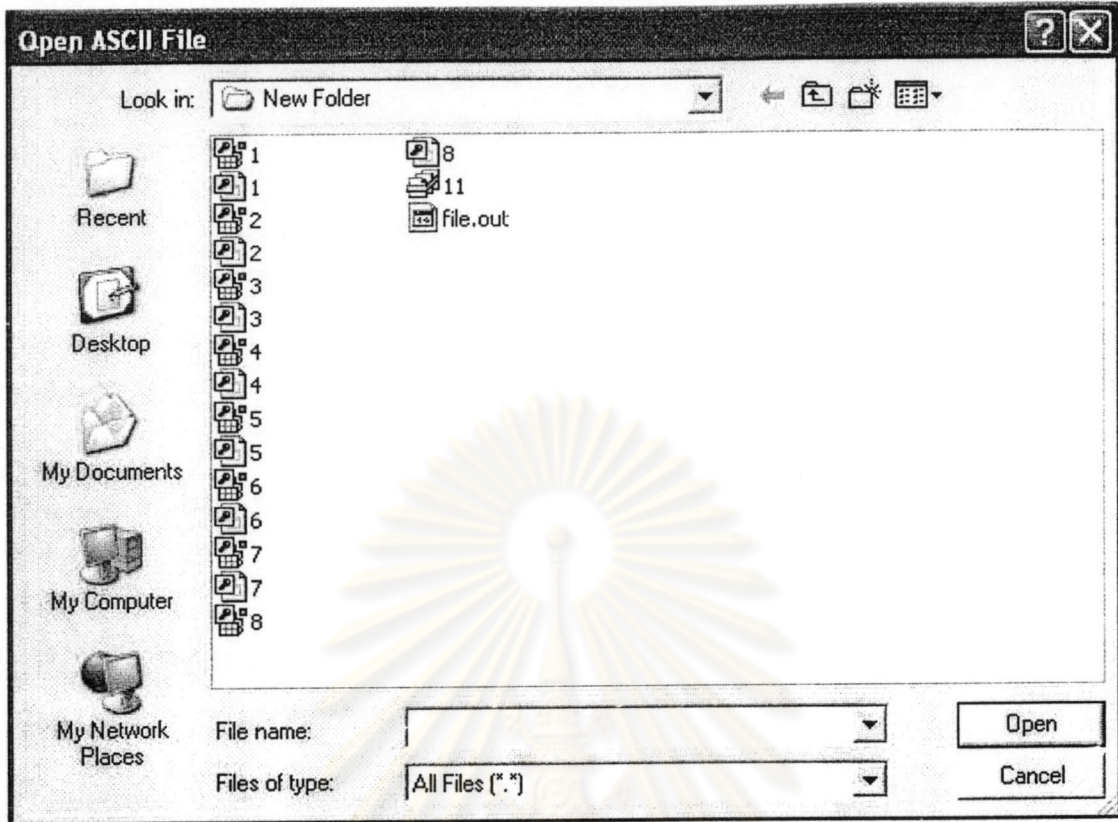 Open ASCII File
Look in: New Folder
Recent
Desktop
My Documents
My Computer
My Network
Places
1
1
2
2
3
3
4
4
5
5
6
6
7
7
8
8
11
file.out
File name:
Open
Files of type: All Files (*.*)
Cancel